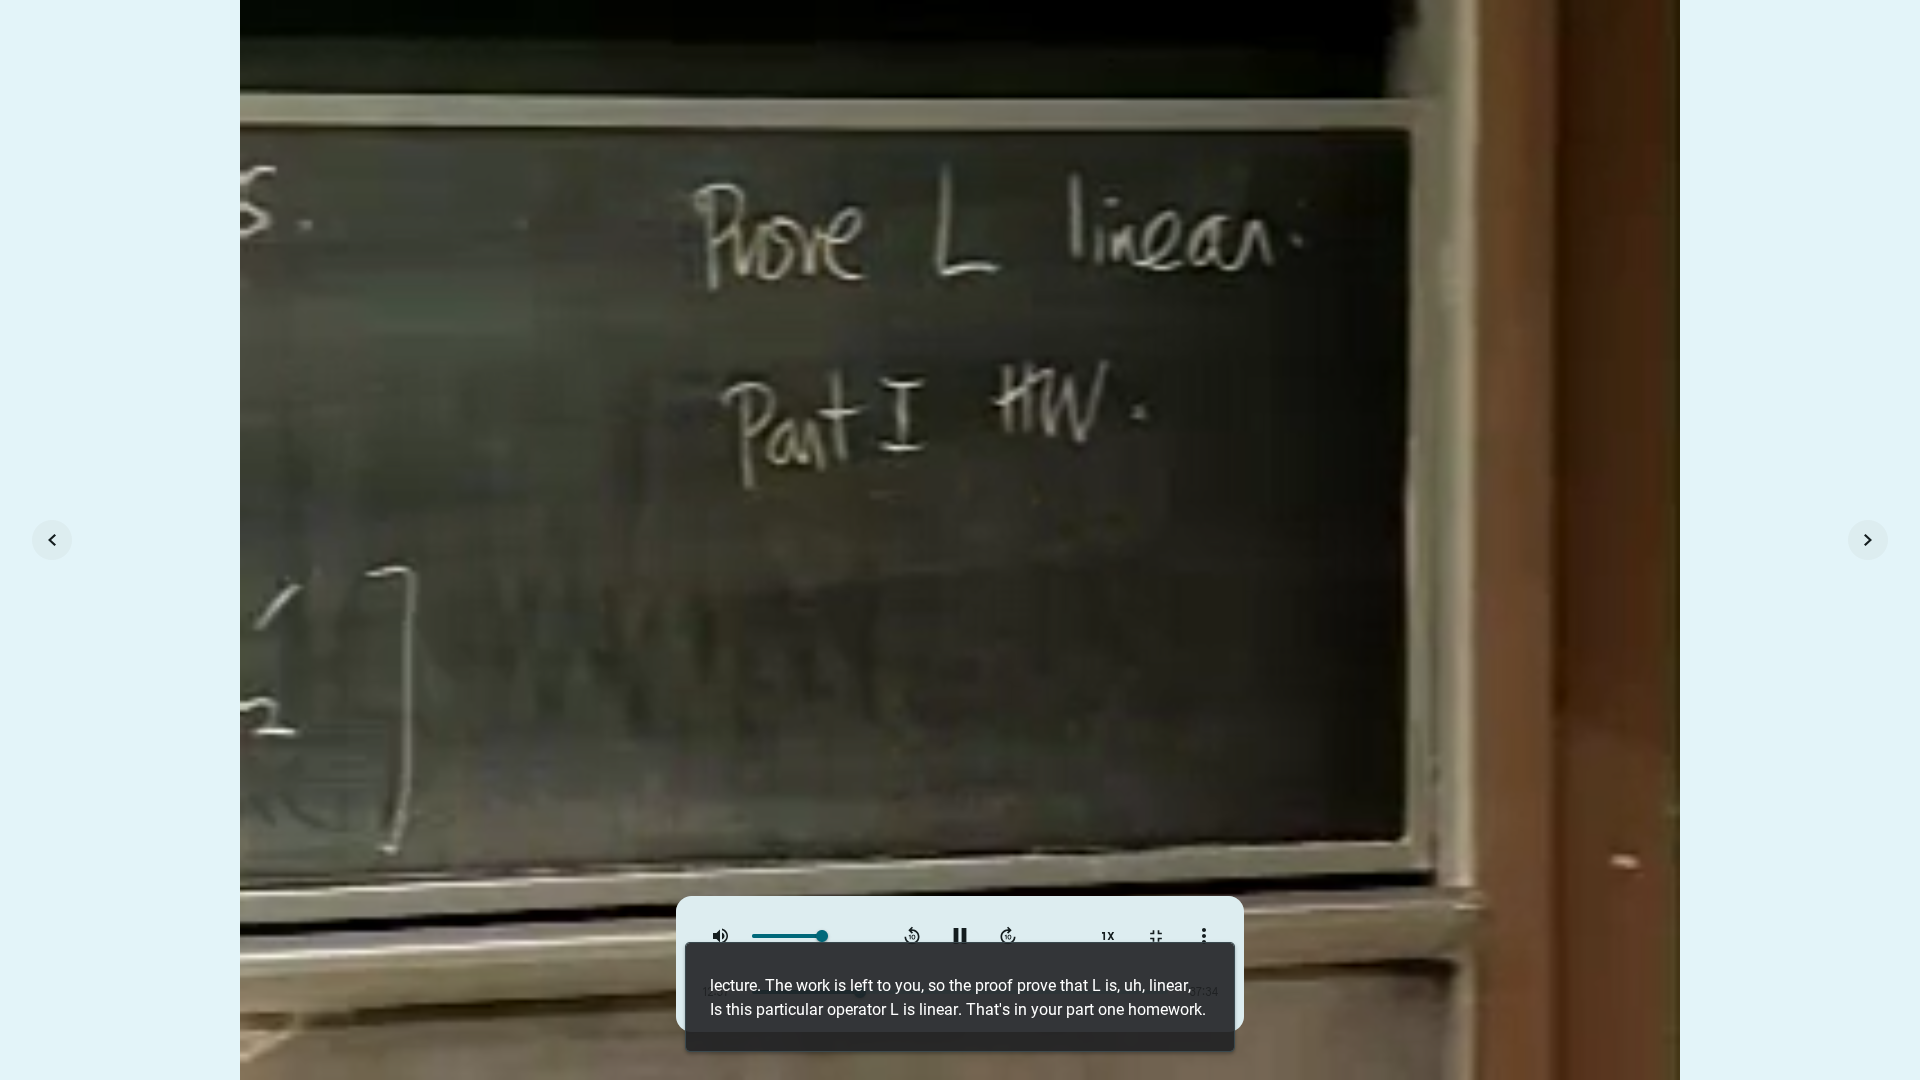 S.
Prove L linear.
Part I HW.
2
]
1X
lecture. The work is left to you, so the proof prove that L is, uh, linear,
Is this particular operator L is linear. That's in your part one homework.